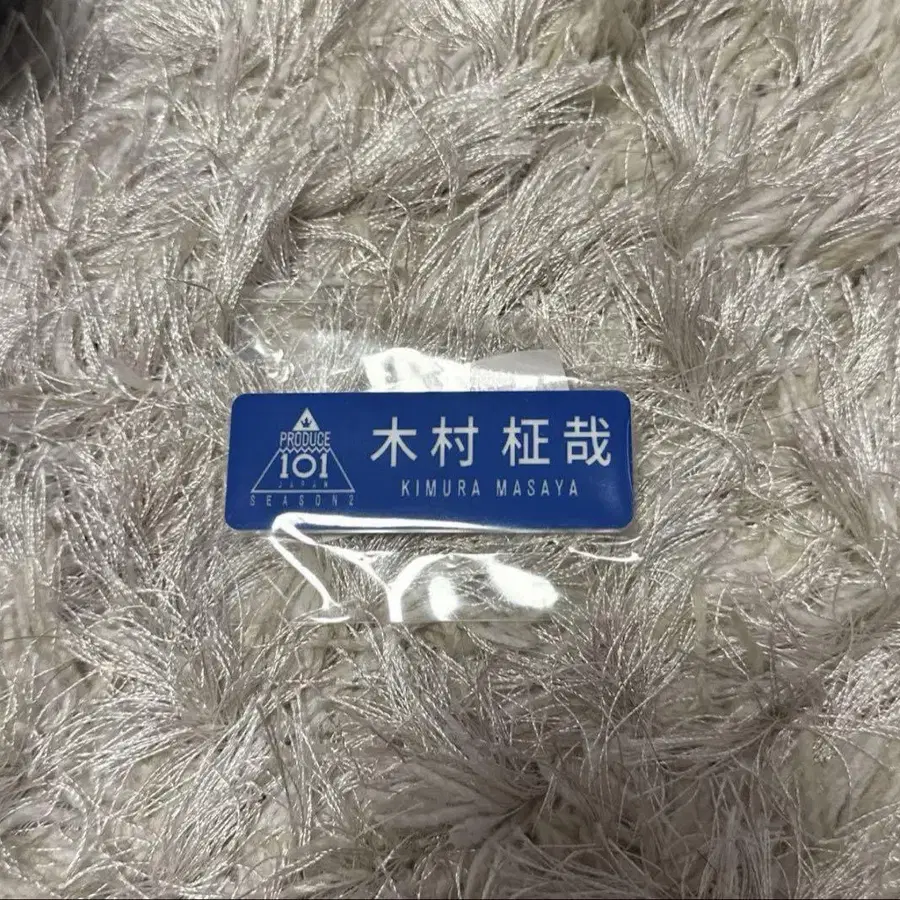 PRODUCE
101
JAPAN
SEASON2
木村 柾哉
KIMURA MASAYA